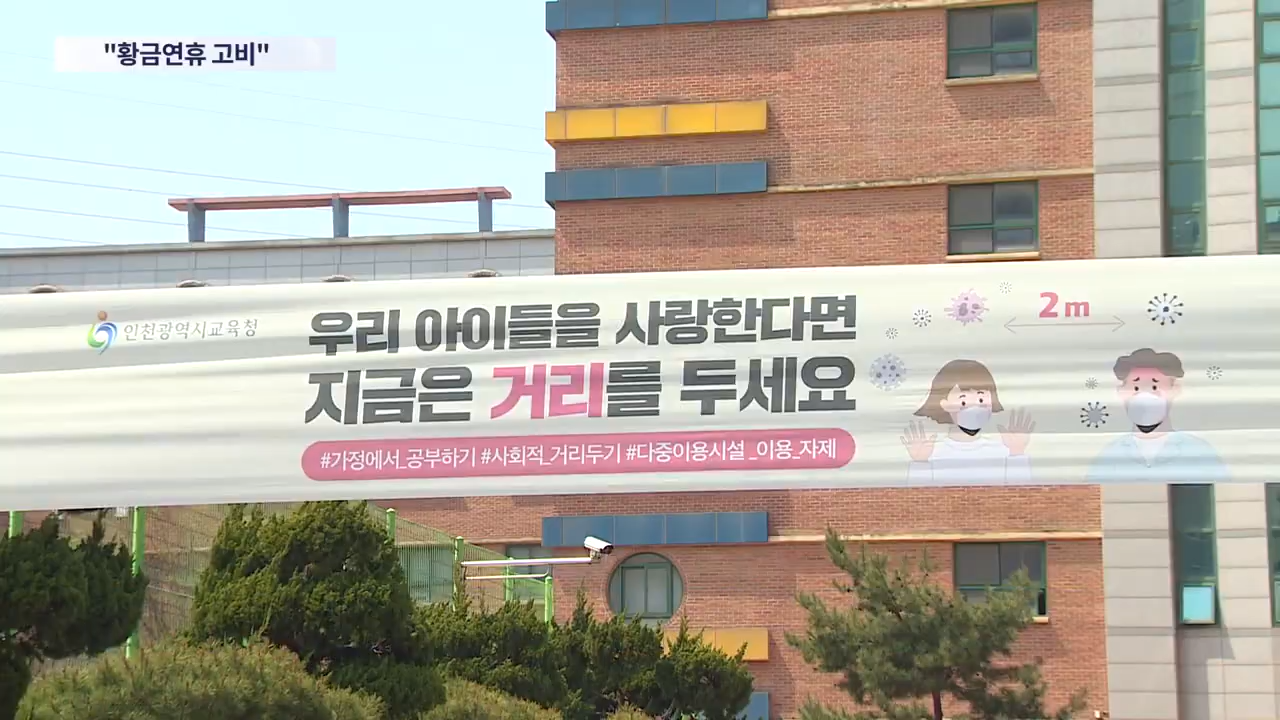 "황금연휴 고비"
인천광역시교육청
우리 아이들을 사랑한다면
지금은 거리를 두세요
#가정에서_공부하기 #사회적_거리두기 #다중이용시설_이용_자제
2m